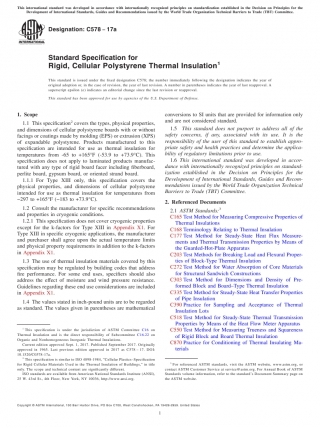 This international standard was developed in accordance with internationally recognized principles on standardization established in the Decision on Principles for the
Development of International Standards, Guides and Recommendations issued by the World Trade Organization Technical Barriers to Trade (TBT) Committee.
Designation: C578 − 17a
INTERNATIONAL
Standard Specification for
Rigid, Cellular Polystyrene Thermal Insulation1
This standard is issued under the fixed designation C578; the number immediately following the designation indicates the year of
original adoption or, in the case of revision, the year of last revision. A number in parentheses indicates the year of last reapproval. A
superscript epsilon (ε) indicates an editorial change since the last revision or reapproval.
This standard has been approved for use by agencies of the U.S. Department of Defense.
1. Scope
1.1 This specification2 covers the types, physical properties,
and dimensions of cellular polystyrene boards with or without
facings or coatings made by molding (EPS) or extrusion (XPS)
of expandable polystyrene. Products manufactured to this
specification are intended for use as thermal insulation for
temperatures from -65 to +165°F (-53.9 to +73.9°C). This
specification does not apply to laminated products manufac-
tured with any type of rigid board facer including fiberboard,
perlite board, gypsum board, or oriented strand board.
1.1.1 For Type XIII only, this specification covers the
physical properties, and dimensions of cellular polystyrene
intended for use as thermal insulation for temperatures from
−297 to +165°F (−183 to +73.9°C).
1.2 Consult the manufacturer for specific recommendations
and properties in cryogenic conditions.
1.2.1 This specification does not cover cryogenic properties
except for the k-factors for Type XIII in Appendix X1. For
Type XIII in specific cryogenic applications, the manufacturer
and purchaser shall agree upon the actual temperature limits
and physical property requirements in addition to the k-factors
in Appendix X1.
1.3 The use of thermal insulation materials covered by this
specification may be regulated by building codes that address
fire performance. For some end uses, specifiers should also
address the effect of moisture and wind pressure resistance.
Guidelines regarding these end use considerations are included
in Appendix X1.
1.4 The values stated in inch-pound units are to be regarded
as standard. The values given in parentheses are mathematical
1 This specification is under the jurisdiction of ASTM Committee C16 on
Thermal Insulation and is the direct responsibility of Subcommittee C16.22 on
Organic and Nonhomogeneous Inorganic Thermal Insulations.
Current edition approved Sept. 1, 2017. Published September 2017. Originally
approved in 1965. Last previous edition approved in 2017 as C578 – 17. DOI:
10.1520/C0578-17A.
2 This specification is similar to ISO 4898-1984, "Cellular Plastics–Specification
for Rigid Cellular Materials Used in the Thermal Insulation of Buildings," in title
only. The scope and technical content are significantly different.
ISO standards are available from American National Standards Institute (ANSI),
25 W. 43rd St., 4th Floor, New York, NY 10036, http://www.ansi.org
conversions to SI units that are provided for information only
and are not considered standard.
1.5 This standard does not purport to address all of the
safety concerns, if any, associated with its use. It is the
responsibility of the user of this standard to establish appro-
priate safety and health practices and determine the applica-
bility of regulatory limitations prior to use.
1.6 This international standard was developed in accor-
dance with internationally recognized principles on standard-
ization established in the Decision on Principles for the
Development of International Standards, Guides and Recom-
mendations issued by the World Trade Organization Technical
Barriers to Trade (TBT) Committee.
2. Referenced Documents
2.1 ASTM Standards:3
C165 Test Method for Measuring Compressive Properties of
Thermal Insulations
C168 Terminology Relating to Thermal Insulation
C177 Test Method for Steady-State Heat Flux Measure-
ments and Thermal Transmission Properties by Means of
the Guarded-Hot-Plate Apparatus
C203 Test Methods for Breaking Load and Flexural Proper-
ties of Block-Type Thermal Insulation
C272 Test Method for Water Absorption of Core Materials
for Structural Sandwich Constructions
C303 Test Method for Dimensions and Density of Pre-
formed Block and Board–Type Thermal Insulation
C335 Test Method for Steady-State Heat Transfer Properties
of Pipe Insulation
C390 Practice for Sampling and Acceptance of Thermal
Insulation Lots
C518 Test Method for Steady-State Thermal Transmission
Properties by Means of the Heat Flow Meter Apparatus
C550 Test Method for Measuring Trueness and Squareness
of Rigid Block and Board Thermal Insulation
C870 Practice for Conditioning of Thermal Insulating Ma-
terials
3 For referenced ASTM standards, visit the ASTM website, www.astm.org, or
contact ASTM Customer Service at service@astm.org. For Annual Book of ASTM
Standards volume information, refer to the standard's Document Summary page on
the ASTM website.
Copyright © ASTM International, 100 Barr Harbor Drive, PO Box C700, West Conshohocken, PA 19428-2959. United States
1